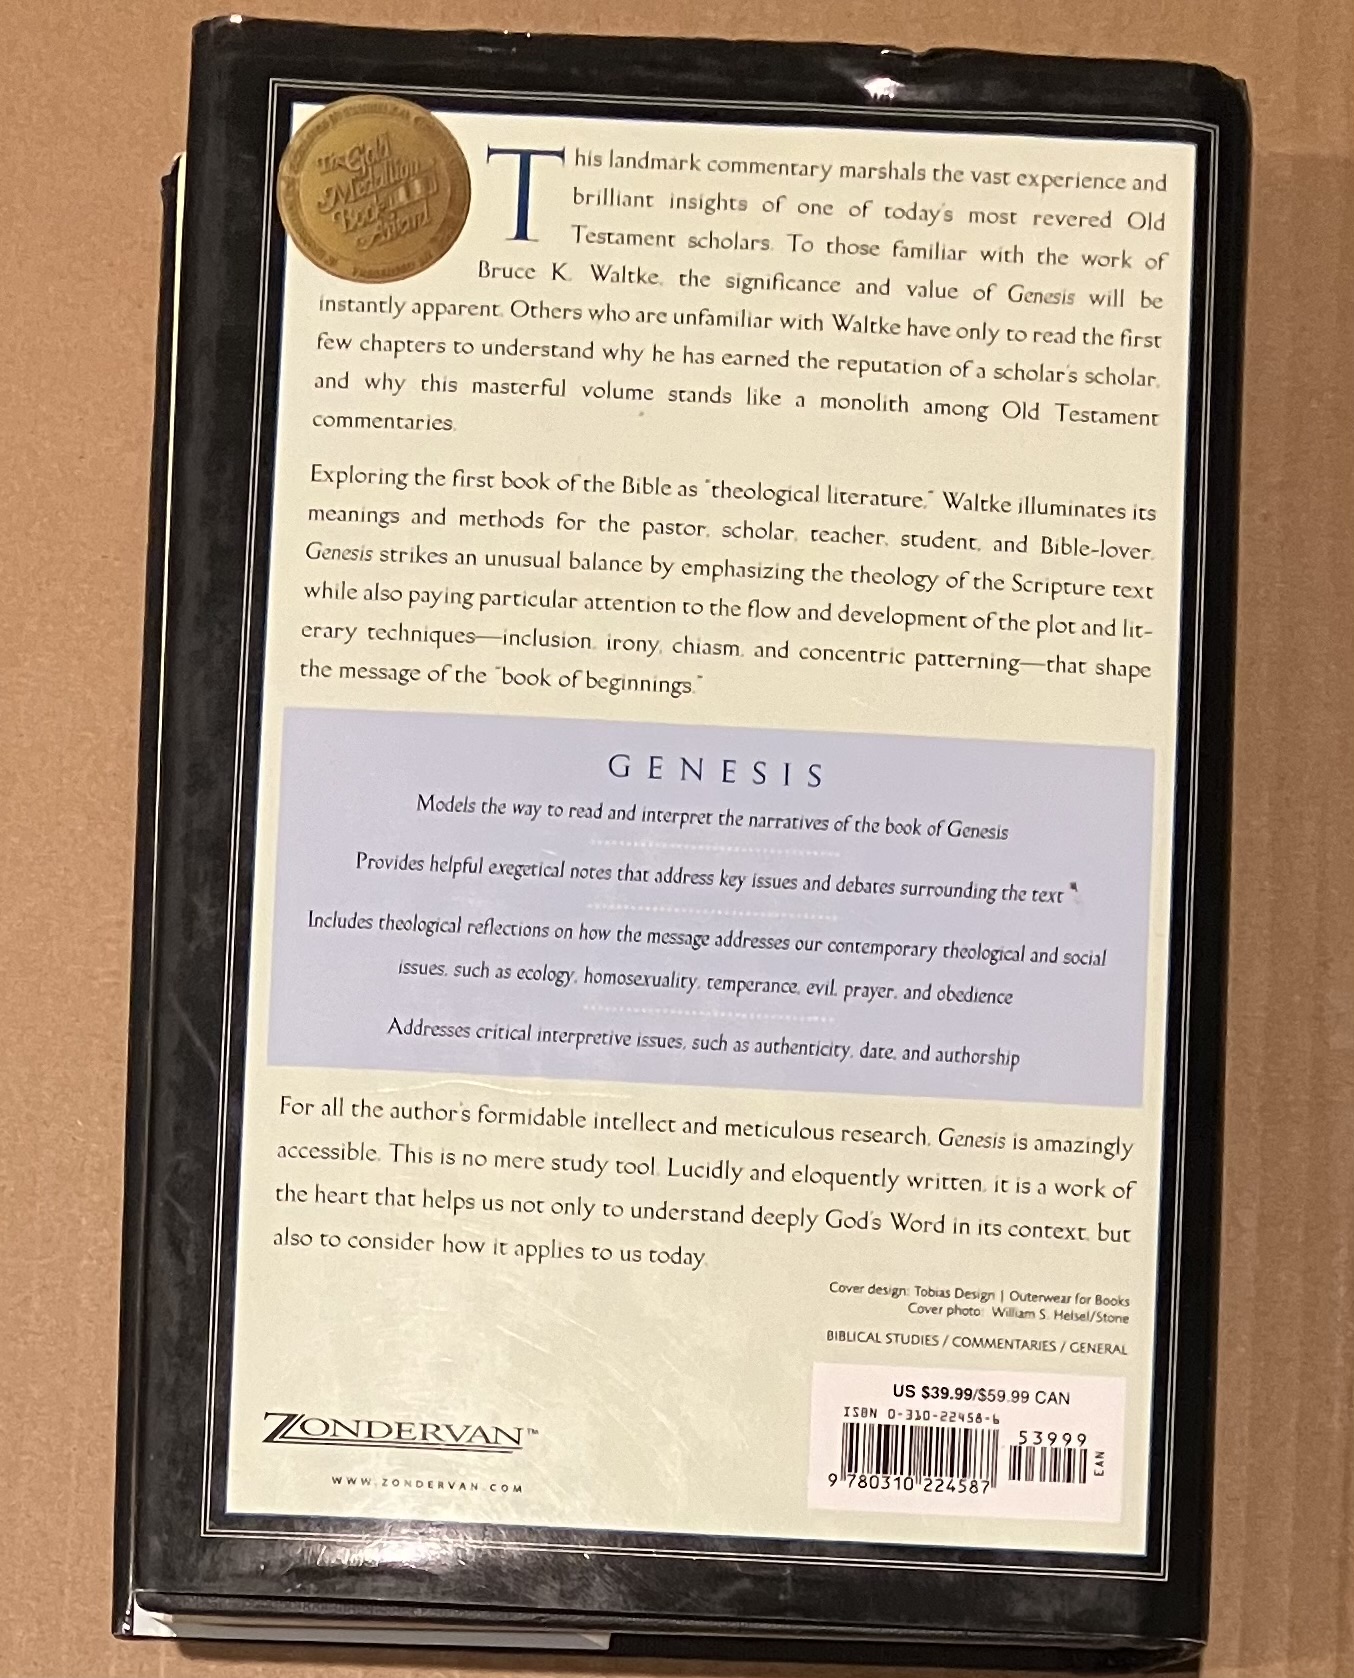 The Gold
Medallion
Book
Award
This landmark commentary marshals the vast experience and
brilliant insights of one of today's most revered Old
Testament scholars. To those familiar with the work of
Bruce K. Waltke, the significance and value of Genesis will be
instantly apparent. Others who are unfamiliar with Waltke have only to read the first
few chapters to understand why he has earned the reputation of a scholar's scholar,
and why this masterful volume stands like a monolith among Old Testament
commentaries.
Exploring the first book of the Bible as "theological literature," Waltke illuminates its
meanings and methods for the pastor, scholar, teacher, student, and Bible-lover.
Genesis strikes an unusual balance by emphasizing the theology of the Scripture text
while also paying particular attention to the flow and development of the plot and lit-
erary techniques—inclusion, irony, chiasm, and concentric patterning—that shape
the message of the "book of beginnings."
GENESIS
Models the way to read and interpret the narratives of the book of Genesis
Provides helpful exegetical notes that address key issues and debates surrounding the text
Includes theological reflections on how the message addresses our contemporary theological and social
issues, such as ecology, homosexuality, temperance, evil, prayer, and obedience
Addresses critical interpretive issues, such as authenticity, date, and authorship
For all the author's formidable intellect and meticulous research, Genesis is amazingly
accessible. This is no mere study tool. Lucidly and eloquently written, it is a work of
the heart that helps us not only to understand deeply God's Word in its context, but
also to consider how it applies to us today.
Cover design: Tobias Design | Outerwear for Books
Cover photo: William S. Helsel/Stone
BIBLICAL STUDIES / COMMENTARIES / GENERAL
US $39.99/$59.99 CAN
ISBN 0-310-22458-6
53999
EAN
9 780310 224587
ZONDERVAN™
WWW.ZONDERVAN.COM